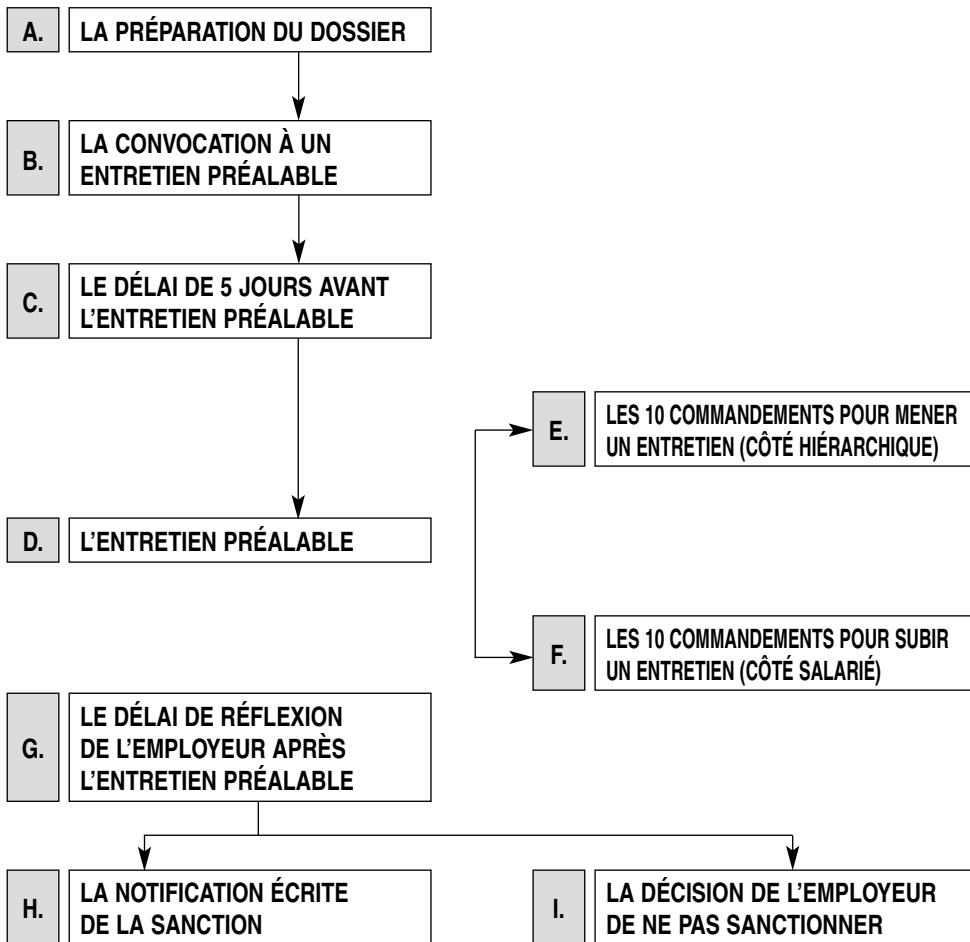 A. LA PRÉPARATION DU DOSSIER
B. LA CONVOCATION À UN
ENTRETIEN PRÉALABLE
C. LE DÉLAI DE 5 JOURS AVANT
L’ENTRETIEN PRÉALABLE
E. LES 10 COMMANDEMENTS POUR MENER
UN ENTRETIEN (CÔTÉ HIÉRARCHIQUE)
D. L’ENTRETIEN PRÉALABLE
F. LES 10 COMMANDEMENTS POUR SUBIR
UN ENTRETIEN (CÔTÉ SALARIÉ)
G. LE DÉLAI DE RÉFLEXION
DE L’EMPLOYEUR APRÈS
L’ENTRETIEN PRÉALABLE
H. LA NOTIFICATION ÉCRITE
DE LA SANCTION
I. LA DÉCISION DE L’EMPLOYEUR
DE NE PAS SANCTIONNER